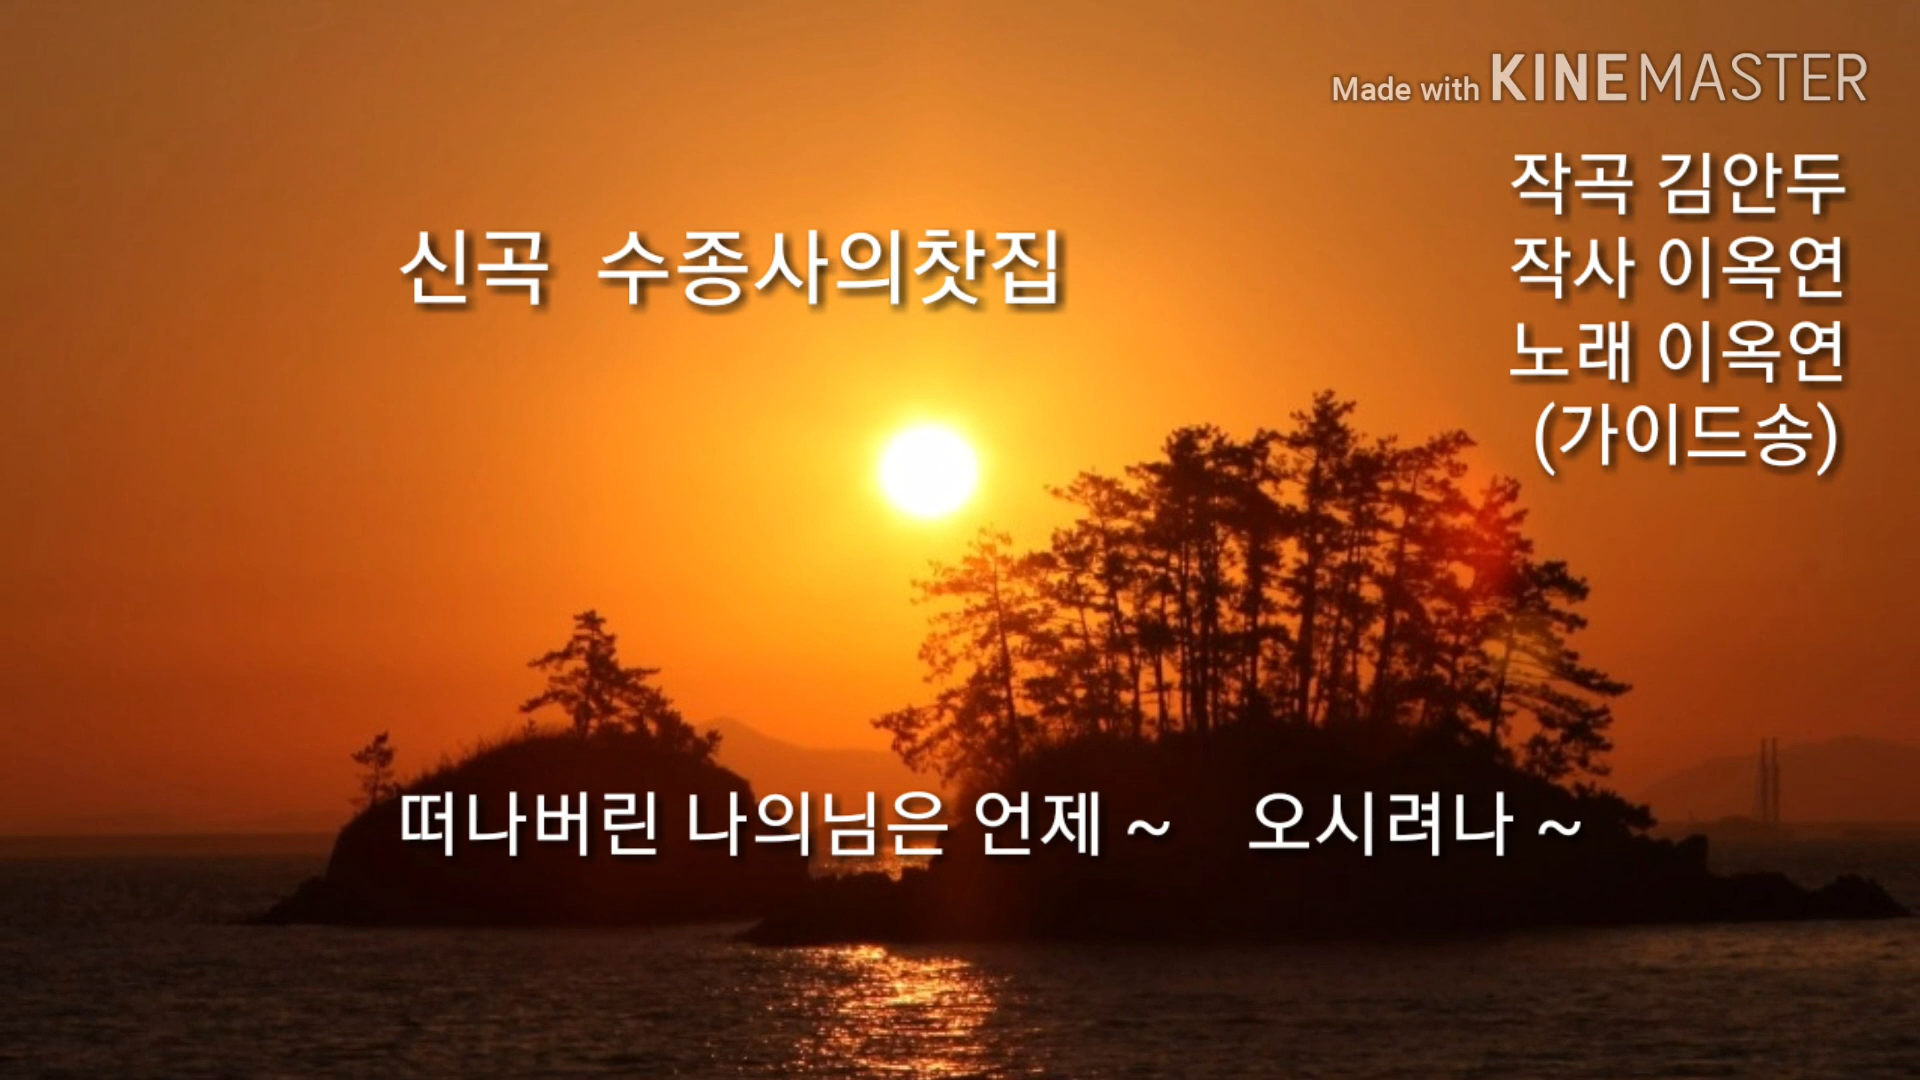 Made with KINEMASTER
작곡 김안두
작사 이옥연
노래 이옥연
(가이드송)
신곡 수종사의찻집
떠나버린 나의님은 언제 ~ 오시려나 ~